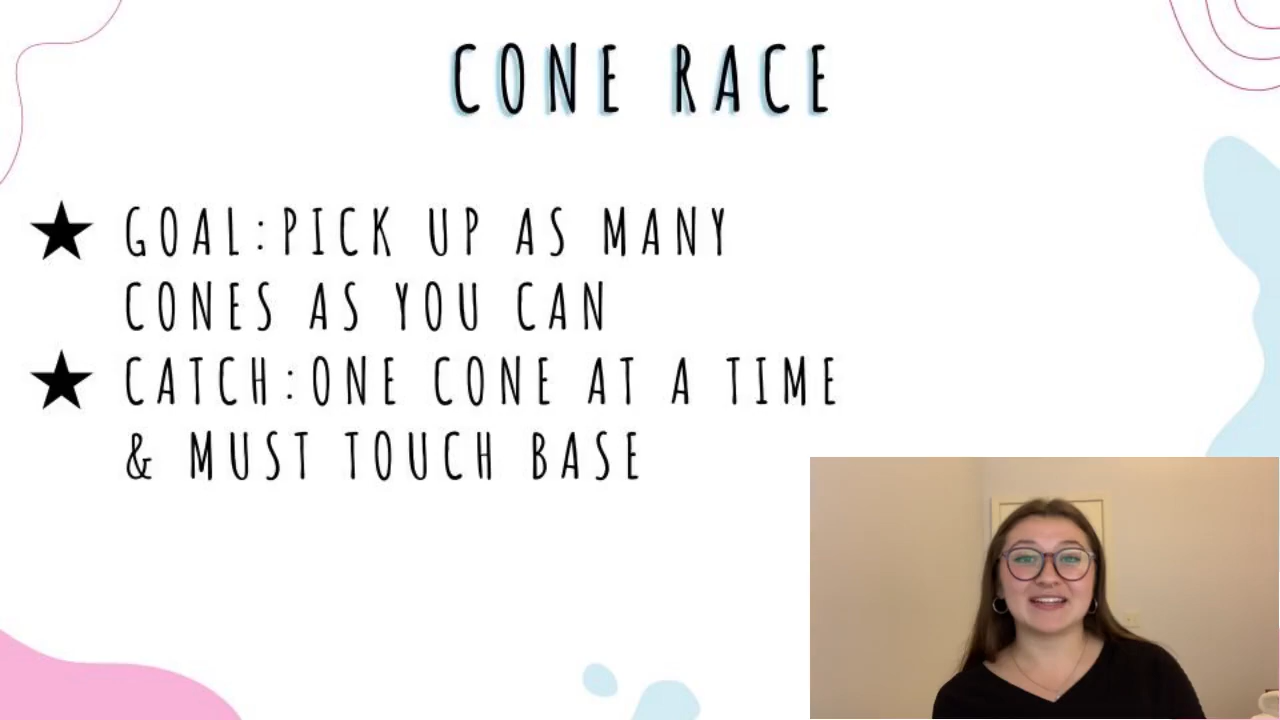 CONE RACE
★ GOAL:PICK UP AS MANY
CONES AS YOU CAN
★ CATCH:ONE CONE AT A TIME
& MUST TOUCH BASE